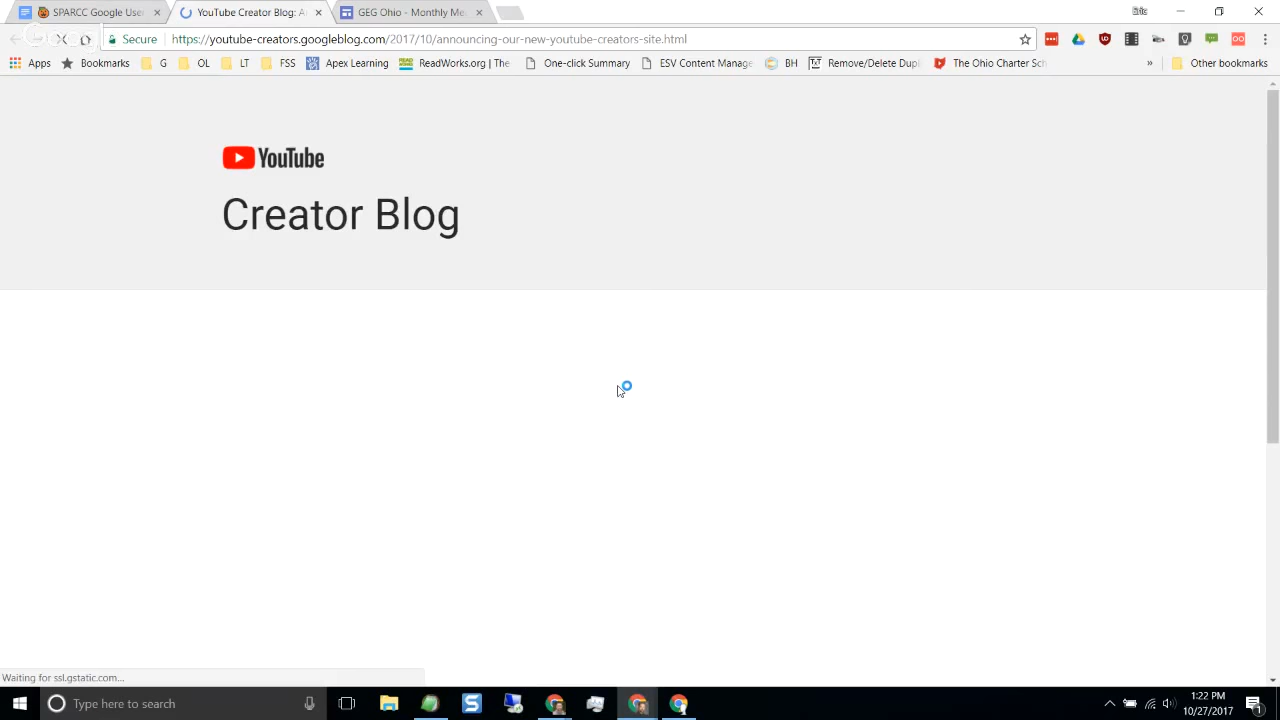 SPARCC Google User
YouTube Creator Blog: A
GEG Ohio - Monthly Me
Secure
https://youtube-creators.googleblog.com/2017/10/announcing-our-new-youtube-creators-site.html
Apps
Bookmarks
G
OL
LT
FSS
Apex Learning
ReadWorks.org | The
One-click Summary
ESV Content Manage
BH
Remove/Delete Dupl
The Ohio Charter Sch
»
Other bookmarks
YouTube
Creator Blog
Waiting for ssl.gstatic.com...
Type here to search
1:22 PM
10/27/2017
1